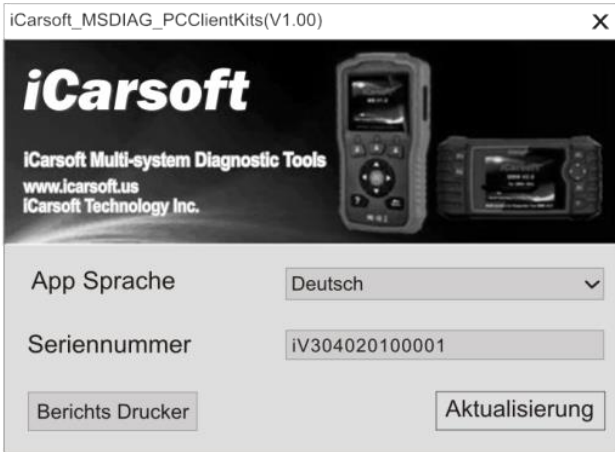 iCarsoft_MSDIAG_PCClientKits(V1.00)
iCarsoft
iCarsoft Multi-system Diagnostic Tools
www.icarsoft.us
iCarsoft Technology Inc.
App Sprache
Deutsch
Seriennummer
iV304020100001
Berichts Drucker
Aktualisierung